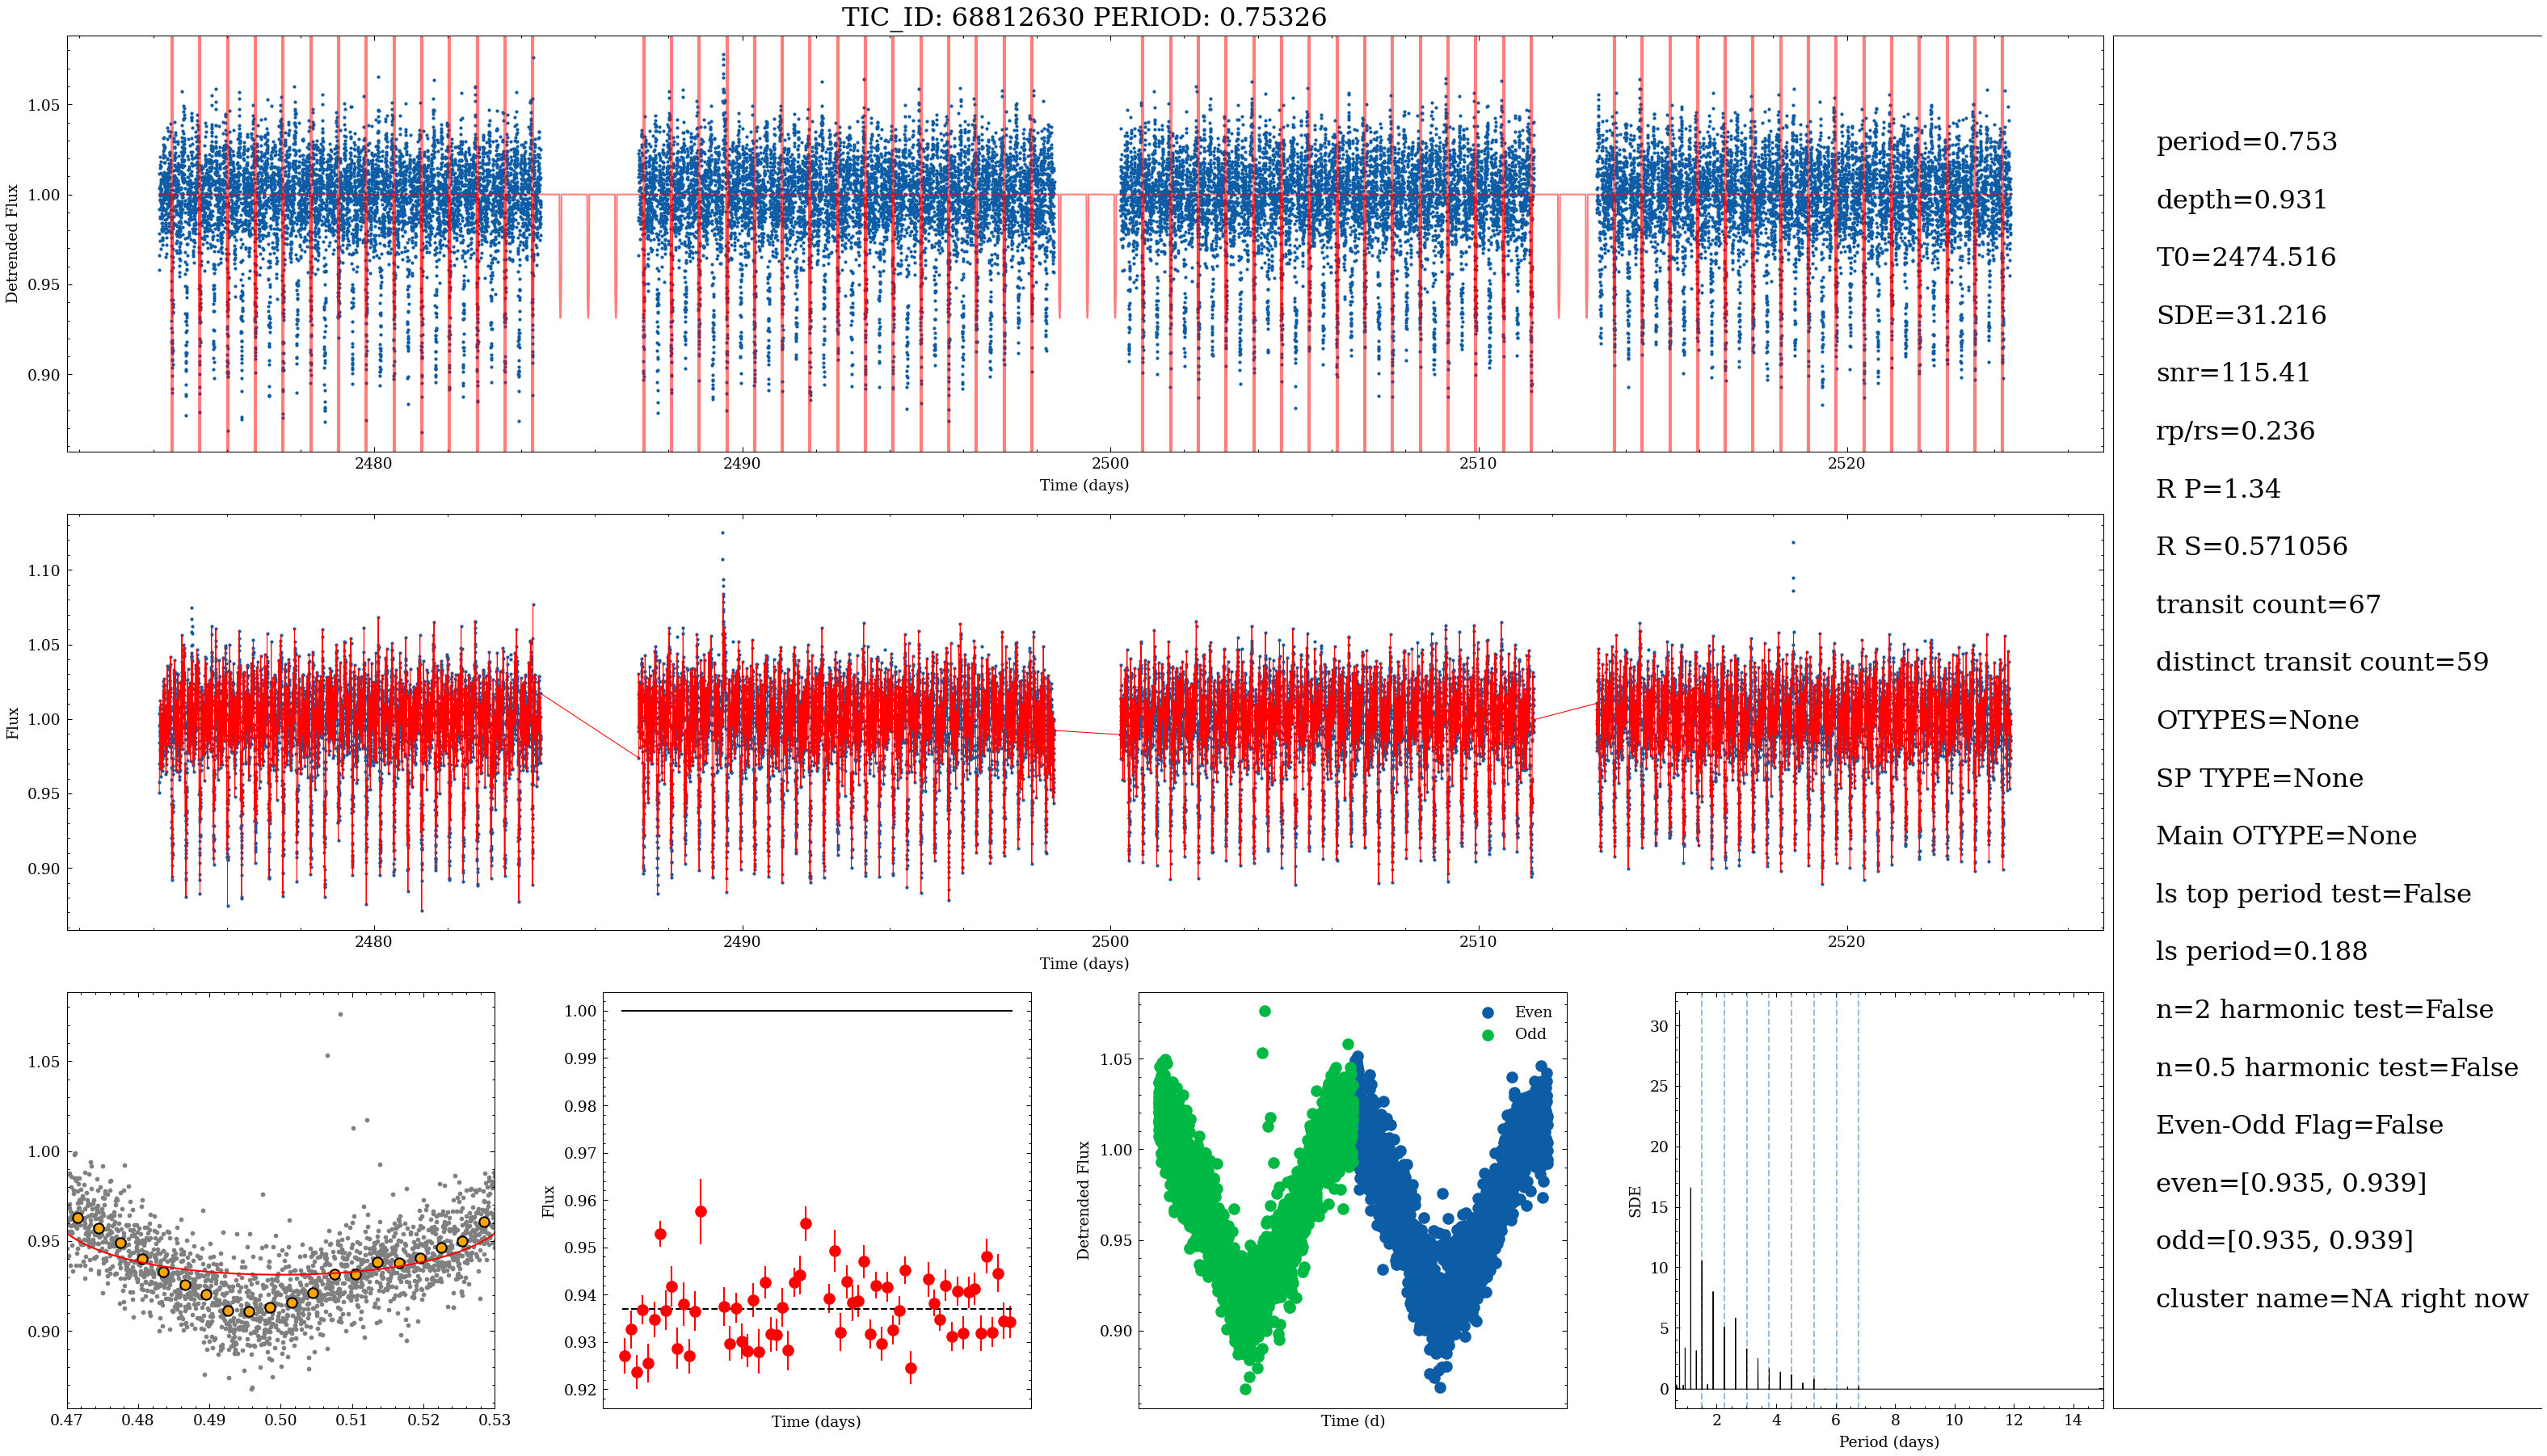 TIC_ID: 68812630 PERIOD: 0.75326
1.05
1.00
0.95
0.90
Detrended Flux
2480
2490
2500
2510
2520
Time (days)
1.10
1.05
1.00
0.95
0.90
Flux
2480
2490
2500
2510
2520
Time (days)
1.05
1.00
0.95
0.90
0.47
0.48
0.49
0.50
0.51
0.52
0.53
1.00
0.99
0.98
0.97
0.96
0.95
0.94
0.93
0.92
Flux
Time (days)
Even
Odd
1.05
1.00
0.95
0.90
Detrended Flux
Time (d)
30
25
20
15
10
5
0
SDE
2
4
6
8
10
12
14
Period (days)
period=0.753
depth=0.931
T0=2474.516
SDE=31.216
snr=115.41
rp/rs=0.236
R P=1.34
R S=0.571056
transit count=67
distinct transit count=59
OTYPES=None
SP TYPE=None
Main OTYPE=None
ls top period test=False
ls period=0.188
n=2 harmonic test=False
n=0.5 harmonic test=False
Even-Odd Flag=False
even=[0.935, 0.939]
odd=[0.935, 0.939]
cluster name=NA right now